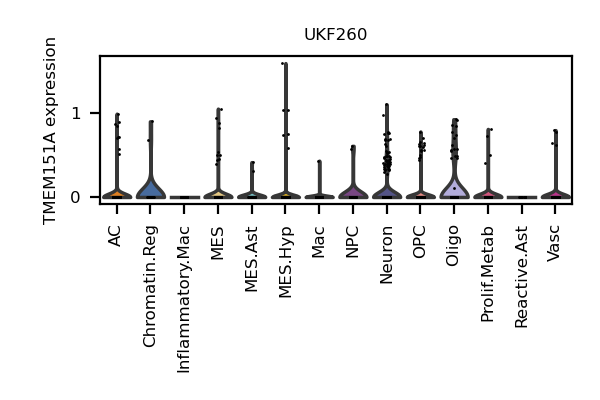 UKF260
TMEM151A expression
1
0
AC
Chromatin.Reg
Inflammatory.Mac
MES
MES.Ast
MES.Hyp
Mac
NPC
Neuron
OPC
Oligo
Prolif.Metab
Reactive.Ast
Vasc